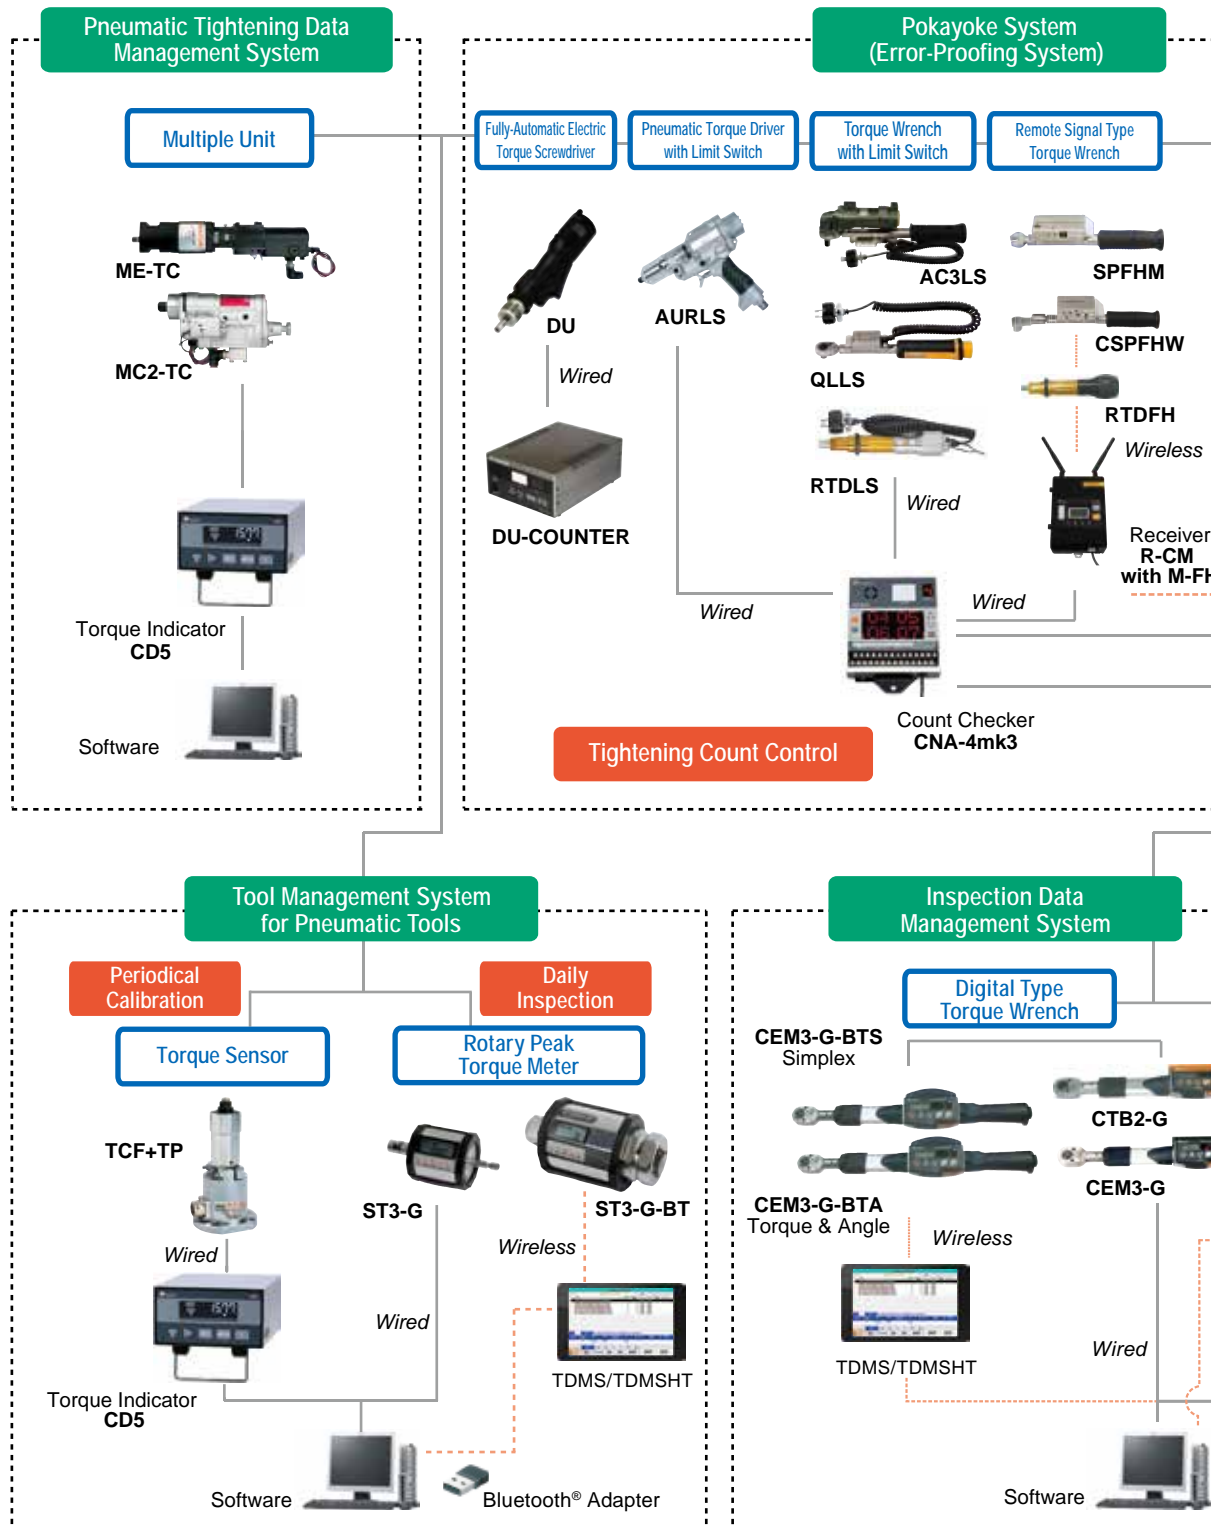 Pneumatic Tightening Data
Management System
Multiple Unit
ME-TC
MC2-TC
Torque Indicator
CD5
Software
Pokayoke System
(Error-Proofing System)
Fully-Automatic Electric
Torque Screwdriver
Pneumatic Torque Driver
with Limit Switch
Torque Wrench
with Limit Switch
Remote Signal Type
Torque Wrench
DU
Wired
DU-COUNTER
AURLS
AC3LS
QLLS
RTDLS
Wired
SPFHM
CSPFHW
RTDFH
Wireless
Receiver
R-CM
with M-FH
Wired
Wired
Count Checker
CNA-4mk3
Tightening Count Control
Tool Management System
for Pneumatic Tools
Periodical
Calibration
Daily
Inspection
Torque Sensor
Rotary Peak
Torque Meter
TCF+TP
Wired
ST3-G
Wired
ST3-G-BT
Wireless
TDMS/TDMSHT
Torque Indicator
CD5
Software
Bluetooth® Adapter
Inspection Data
Management System
Digital Type
Torque Wrench
CEM3-G-BTS
Simplex
CTB2-G
CEM3-G
CEM3-G-BTA
Torque & Angle
Wireless
TDMS/TDMSHT
Wired
Software